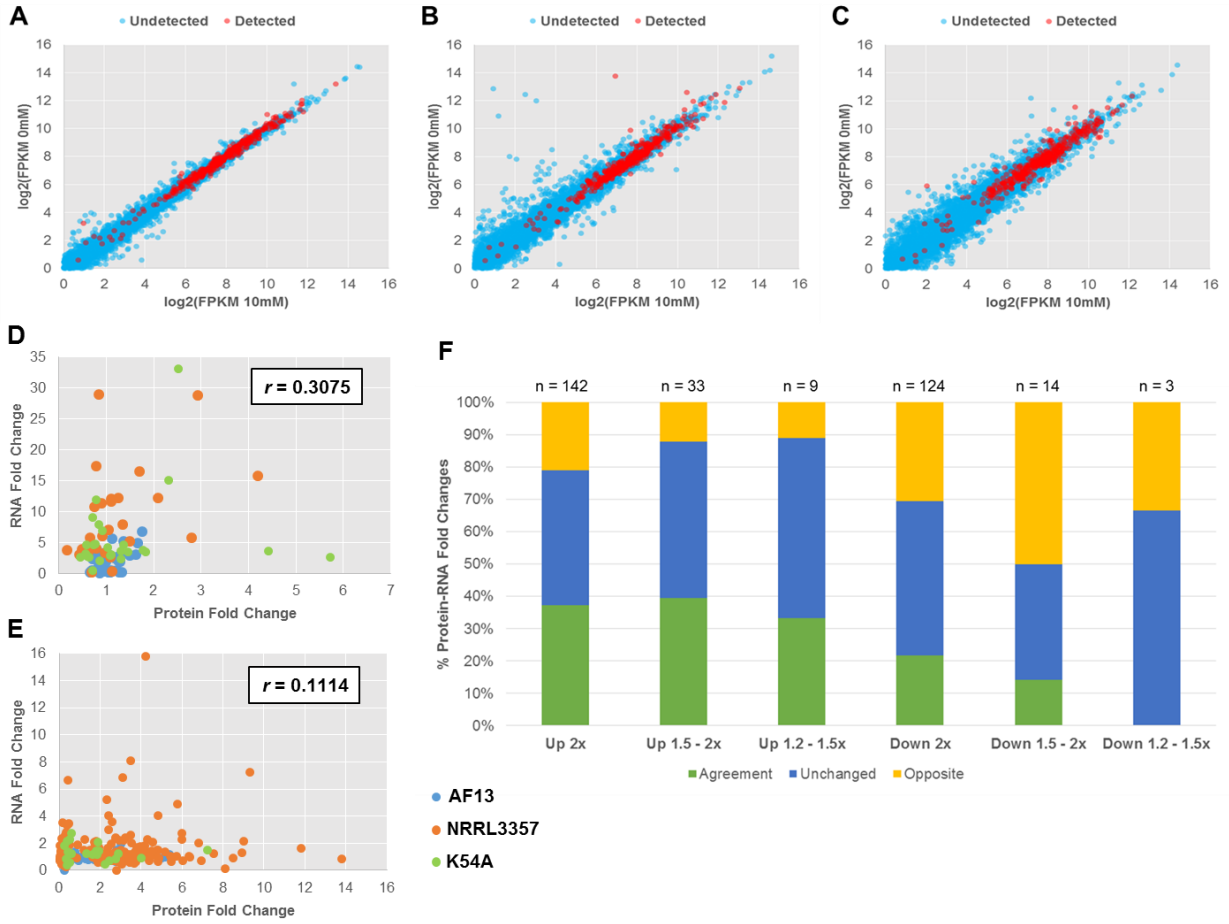 A
Undetected
Detected
16
14
12
10
8
6
4
2
0
log2(FPKM 0mM)
0 2 4 6 8 10 12 14 16
log2(FPKM 10mM)
B
Undetected
Detected
16
14
12
10
8
6
4
2
0
log2(FPKM 0mM)
0 2 4 6 8 10 12 14 16
log2(FPKM 10mM)
C
Undetected
Detected
16
14
12
10
8
6
4
2
0
log2(FPKM 0mM)
0 2 4 6 8 10 12 14 16
log2(FPKM 10mM)
D
35
30
25
20
15
10
5
0
RNA Fold Change
r = 0.3075
0 1 2 3 4 5 6 7
Protein Fold Change
E
16
14
12
10
8
6
4
2
0
RNA Fold Change
r = 0.1114
0 2 4 6 8 10 12 14 16
Protein Fold Change
F
n = 142 n = 33 n = 9 n = 124 n = 14 n = 3
100%
90%
80%
70%
60%
50%
40%
30%
20%
10%
0%
% Protein-RNA Fold Changes
Up 2x Up 1.5 - 2x Up 1.2 - 1.5x Down 2x Down 1.5 - 2x Down 1.2 - 1.5x
Agreement Unchanged Opposite
AF13
NRRL3357
K54A